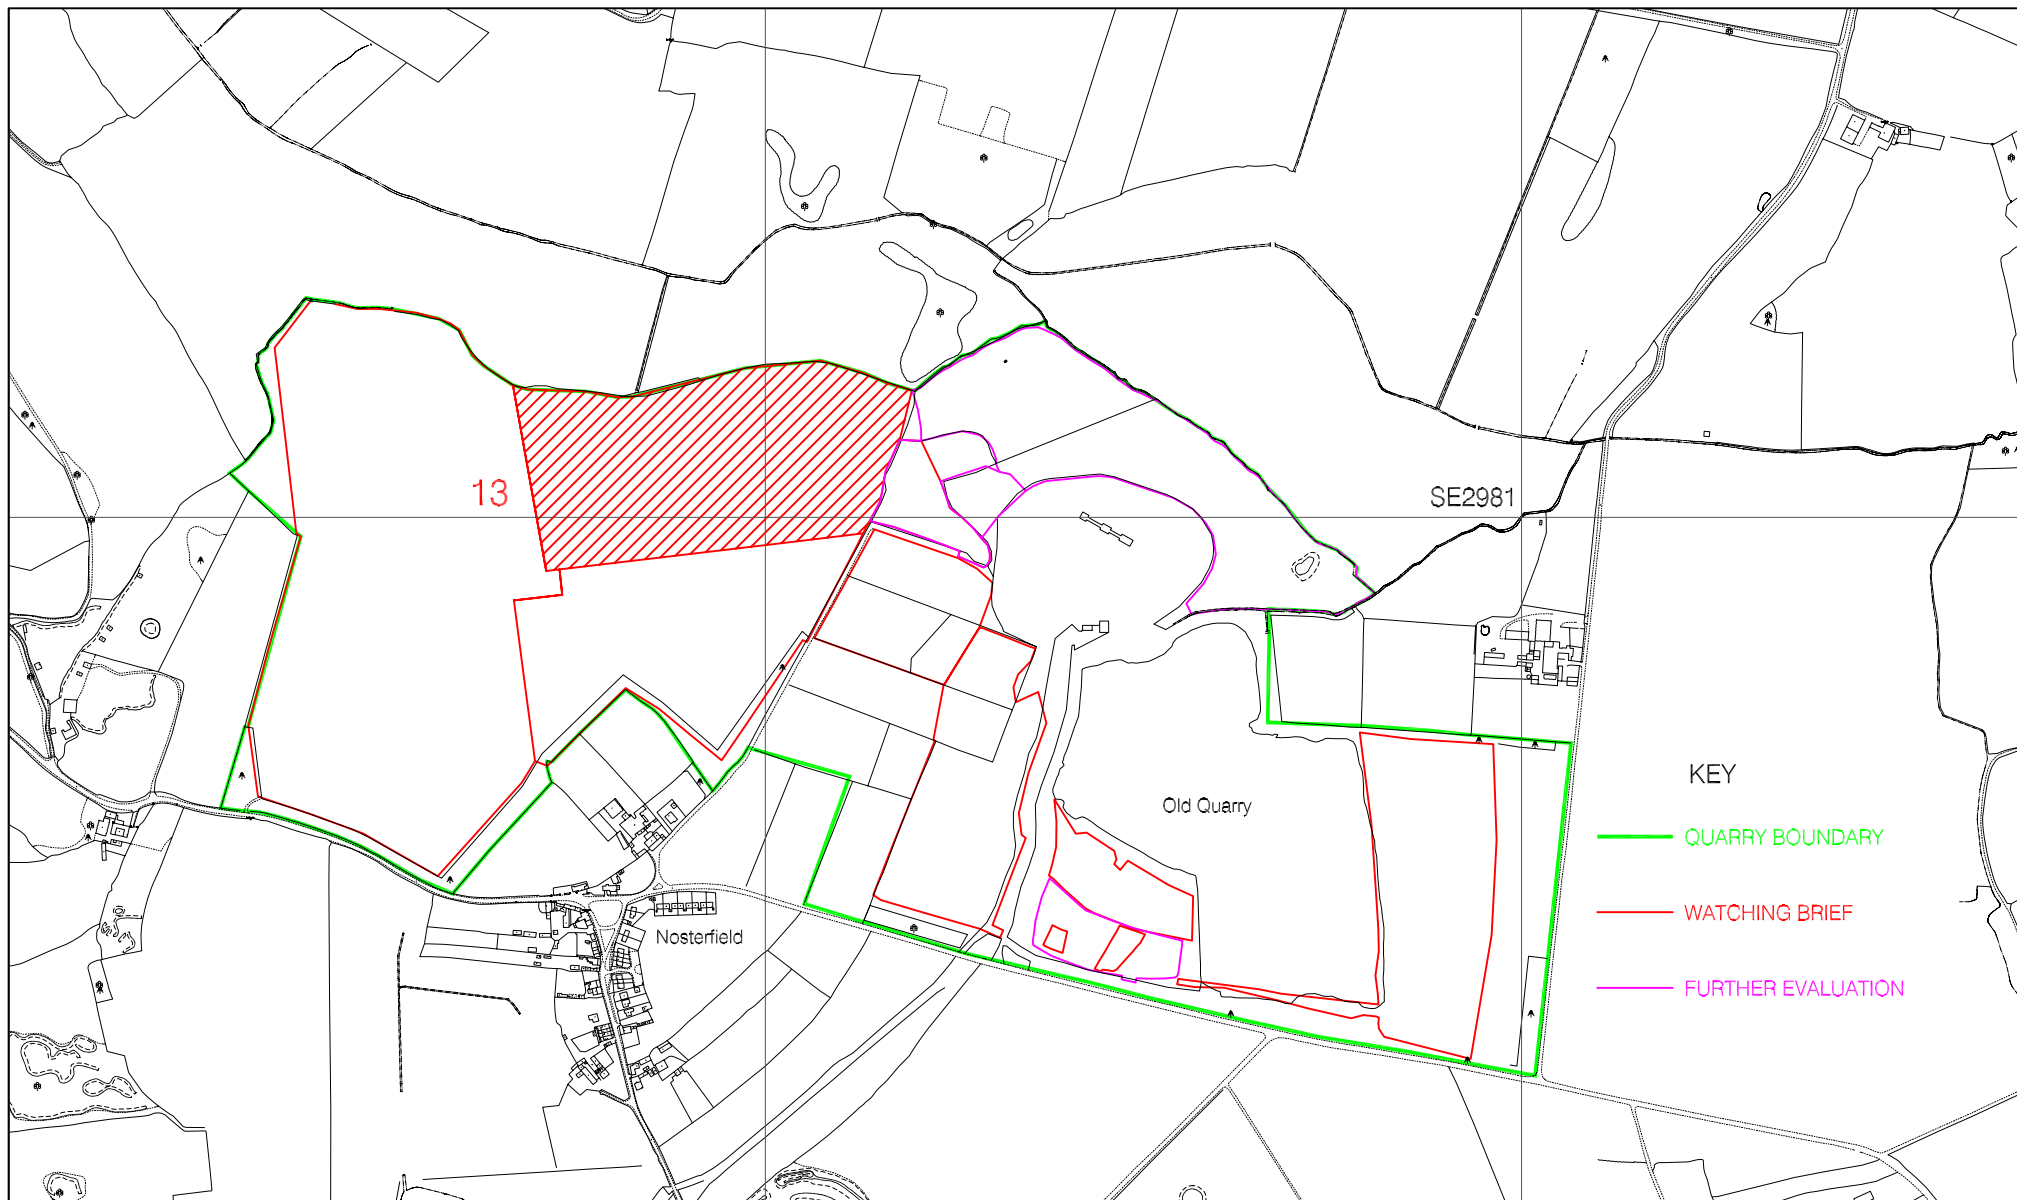 13
SE2981
KEY
Old Quarry
QUARRY BOUNDARY
WATCHING BRIEF
Nosterfield
FURTHER EVALUATION